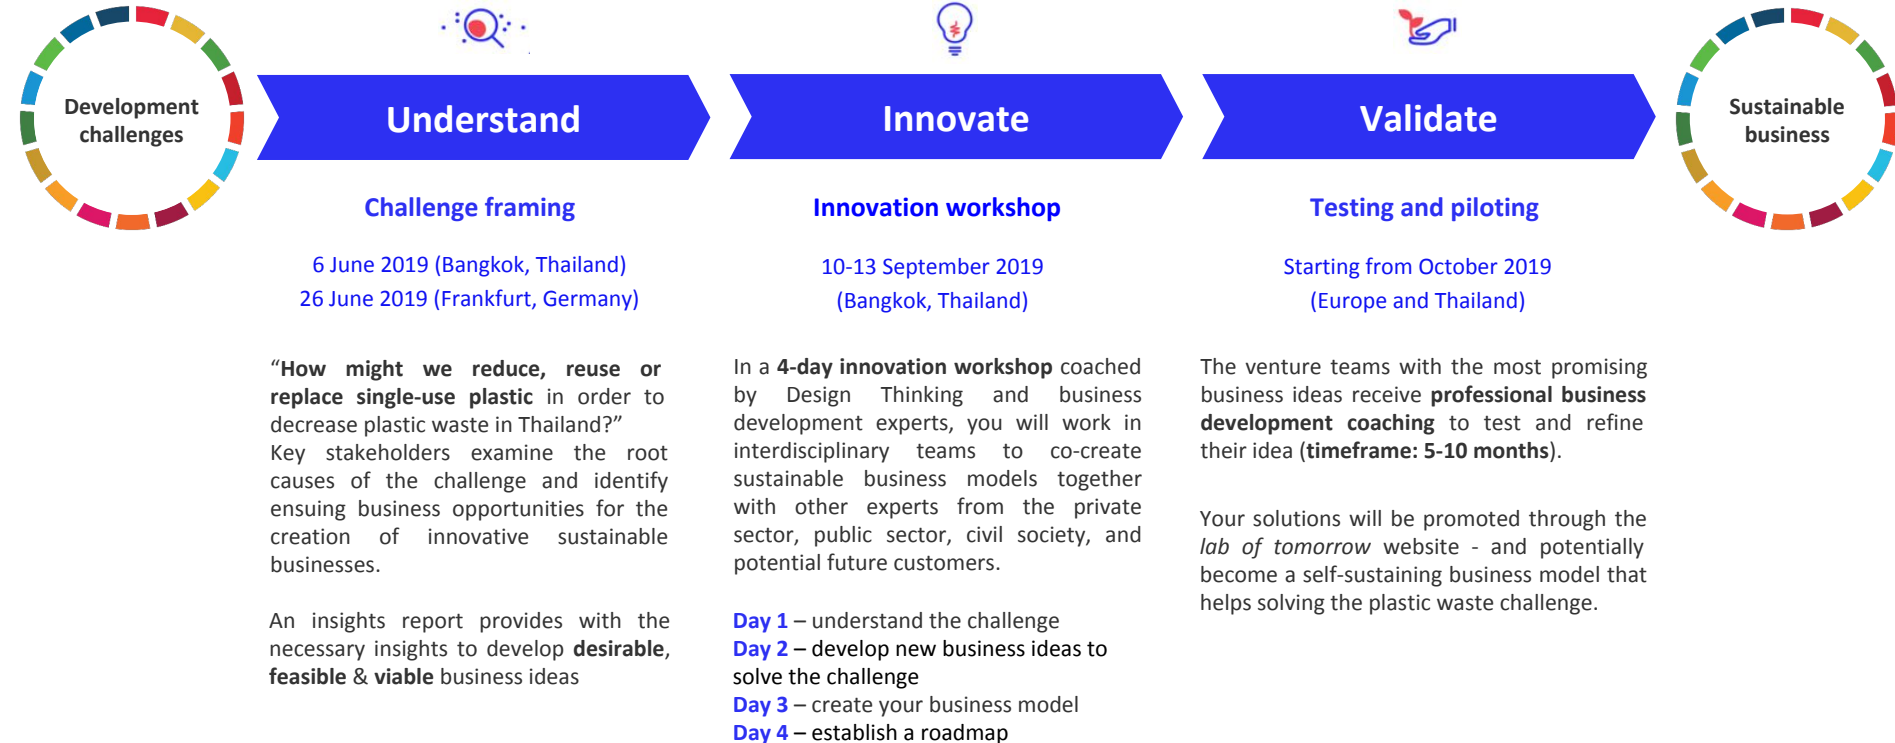 Development
challenges
Understand
Innovate
Validate
Sustainable
business
Challenge framing
6 June 2019 (Bangkok, Thailand)
26 June 2019 (Frankfurt, Germany)
“How might we reduce, reuse or
replace single-use plastic in order to
decrease plastic waste in Thailand?”
Key stakeholders examine the root
causes of the challenge and identify
ensuing business opportunities for the
creation of innovative sustainable
businesses.
An insights report provides with the
necessary insights to develop desirable,
feasible & viable business ideas
Innovation workshop
10-13 September 2019
(Bangkok, Thailand)
In a 4-day innovation workshop coached
by Design Thinking and business
development experts, you will work in
interdisciplinary teams to co-create
sustainable business models together
with other experts from the private
sector, public sector, civil society, and
potential future customers.
Day 1 – understand the challenge
Day 2 – develop new business ideas to
solve the challenge
Day 3 – create your business model
Day 4 – establish a roadmap
Testing and piloting
Starting from October 2019
(Europe and Thailand)
The venture teams with the most promising
business ideas receive professional business
development coaching to test and refine
their idea (timeframe: 5-10 months).
Your solutions will be promoted through the
lab of tomorrow website - and potentially
become a self-sustaining business model that
helps solving the plastic waste challenge.